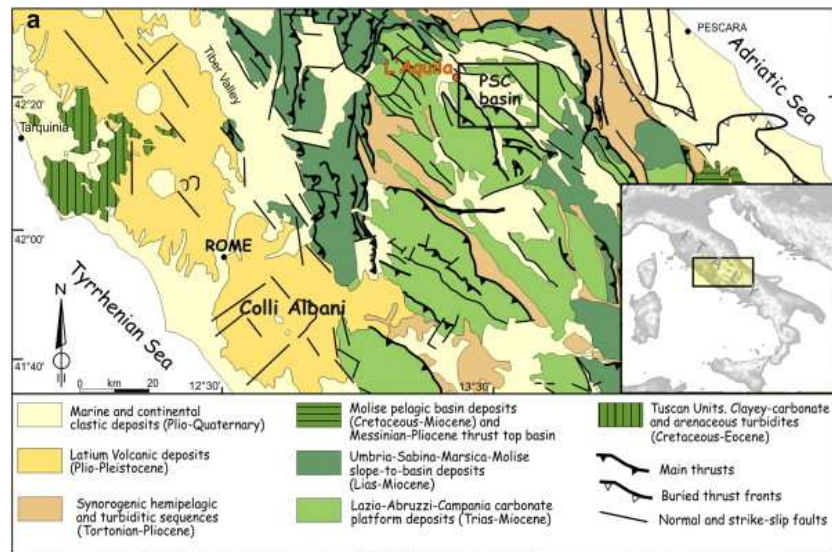 a
PESCARA
Adriatic Sea
Tiber Valley
L'Aquila
PSC
basin
42°20'
Tarquinia
42°00'
ROME
ITALY
N
Colli Albani
Tyrrhenian Sea
41°40'
0 km 20
12°30'
13°30'
Marine and continental
clastic deposits (Plio-Quaternary)
Latium Volcanic deposits
(Plio-Pleistocene)
Synorogenic hemipelagic
and turbiditic sequences
(Tortonian-Pliocene)
Molise pelagic basin deposits
(Cretaceous-Miocene) and
Messinian-Pliocene thrust top basin
Umbria-Sabina-Marsica-Molise
slope-to-basin deposits
(Lias-Miocene)
Lazio-Abruzzi-Campania carbonate
platform deposits (Trias-Miocene)
Tuscan Units. Clayey-carbonate
and arenaceous turbidites
(Cretaceous-Eocene)
Main thrusts
Buried thrust fronts
Normal and strike-slip faults